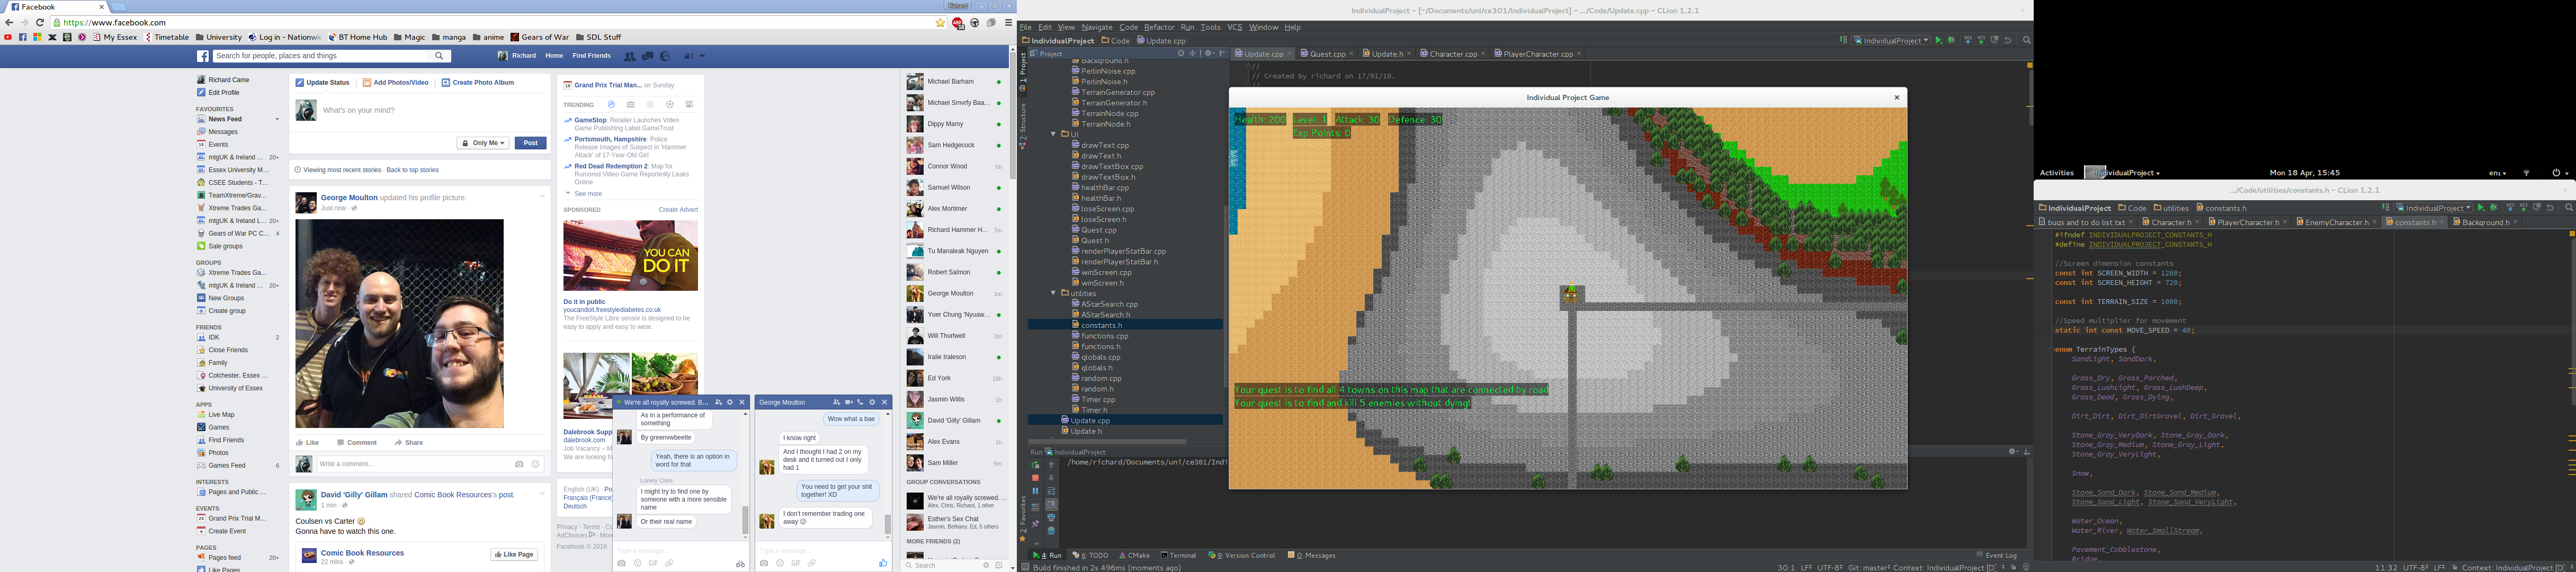 Facebook
Richard
https://www.facebook.com
My Essex
Timetable
University
Log in - Nationwi
BT Home Hub
Magic
manga
anime
Gears of War
SDL Stuff
Search for people, places and things
Richard
Home
Find Friends
Richard Came
Edit Profile
FAVOURITES
News Feed
Messages
Events
mtgUK & Ireland ... 20+
Essex University M...
CSEE Students - T...
TeamXtreme/Grav...
Xtreme Trades Ga...
mtgUK & Ireland L... 20+
Gears of War PC C... 4
Sale groups
GROUPS
Xtreme Trades Ga...
mtgUK & Ireland ... 20+
New Groups
Create group
FRIENDS
IDK 2
Close Friends
Family
Colchester, Essex ...
University of Essex
APPS
Live Map
Games
Find Friends
Photos
Games Feed 6
INTERESTS
Pages and Public ...
EVENTS
Grand Prix Trial M...
Create Event
PAGES
Pages feed 20+
Like Pages
Update Status
Add Photos/Video
Create Photo Album
What's on your mind?
Only Me
Post
Viewing most recent stories · Back to top stories
George Moulton updated his profile picture.
Just now
Like
Comment
Share
Write a comment...
David 'Gilly' Gillam shared Comic Book Resources's post.
1 min
Coulsen vs Carter
Gonna have to watch this one.
Comic Book Resources
22 mins
Like Page
Grand Prix Trial Man... on Sunday
TRENDING
GameStop: Retailer Launches Video
Game Publishing Label GameTrust
Portsmouth, Hampshire: Police
Release Images of Suspect in 'Hammer
Attack' of 17-Year-Old Girl
Red Dead Redemption 2: Map for
Rumored Video Game Reportedly Leaks
Online
See more
SPONSORED
Create Advert
YOU CAN
DO IT
Do it in public
youcandoit.freestylediabetes.co.uk
The FreeStyle Libre sensor is designed to be
easy to apply and easy to wear.
Dalebrook Supp
dalebrook.com
Job Vacancy – M
We are looking fo
English (UK) · Po
Français (France)
Deutsch
Privacy · Terms · Co
AdChoices · More
Facebook © 2016
We're all royally screwed. B...
As in a performance of
something
By greenvwbeetle
Yeah, there is an option in
word for that
Lonely Chris
I might try to find one by
someone with a more sensible
name
Or their real name
Type a message...
George Moulton
Wow what a bae
I know right
And I thought I had 2 on my
desk and it turned out I only
had 1
You need to get your shit
together! XD
I don't remember trading one
away
Type a message...
Michael Barham
Michael Smvrfy Baa...
Dippy Mamy
Sam Hedgecock
Connor Wood 6h
Samuel Wilson
Alex Mortimer
Richard Hammer H... 7m
Tu Manaleak Nguyen
Robert Salmon
George Moulton 1m
Yuer Chung 'Nyuaw...
Will Thurlwell 3m
Iraile Iraleson
Ed York 18h
Jasmin Willis 1h
David 'Gilly' Gillam
Alex Evans 1h
Sam Miller 6m
GROUP CONVERSATIONS
We're all royally screwed. ...
Alex, Chris, Richard, 1 other
Esther's Sex Chat
Jasmin, Bethany, Ed, 5 others
MORE FRIENDS (2)
Search
IndividualProject – [~/Documents/uni/ce301/IndividualProject] – .../Code/Update.cpp – CLion 1.2.1
File Edit View Navigate Code Refactor Run Tools VCS Window Help
IndividualProject Code Update.cpp
IndividualProject
Project
Update.cpp
Quest.cpp
Update.h
Character.cpp
PlayerCharacter.cpp
//
// Created by richard on 17/01/16.
Background.h
PerlinNoise.cpp
PerlinNoise.h
TerrainGenerator.cpp
TerrainGenerator.h
TerrainNode.cpp
TerrainNode.h
UI
drawText.cpp
drawText.h
drawTextBox.cpp
drawTextBox.h
healthBar.cpp
healthBar.h
loseScreen.cpp
loseScreen.h
Quest.cpp
Quest.h
renderPlayerStatBar.cpp
renderPlayerStatBar.h
winScreen.cpp
winScreen.h
utilities
AStarSearch.cpp
AStarSearch.h
constants.h
functions.cpp
functions.h
globals.cpp
globals.h
random.cpp
random.h
Timer.cpp
Timer.h
Update.cpp
Update.h
Run IndividualProject
/home/richard/Documents/uni/ce301/Indi
4: Run
6: TODO
CMake
Terminal
9: Version Control
0: Messages
Event Log
Build finished in 2s 496ms (moments ago)
30:1 LF÷ UTF-8÷ Git: master÷ Context: IndividualProject [D]
Individual Project Game
Health: 200 Level: 1 Attack: 30 Defence: 30
Exp Points: 0
Your quest is to find all 4 towns on this map that are connected by road
Your quest is to find and kill 5 enemies without dying!
Activities
IndividualProject
Mon 18 Apr, 15:45
en1
.../Code/utilities/constants.h – CLion 1.2.1
IndividualProject Code utilities constants.h
IndividualProject
bugs and to do list.txt
Character.h
PlayerCharacter.h
EnemyCharacter.h
constants.h
Background.h
#ifndef INDIVIDUALPROJECT_CONSTANTS_H
#define INDIVIDUALPROJECT_CONSTANTS_H
//Screen dimension constants
const int SCREEN_WIDTH = 1280;
const int SCREEN_HEIGHT = 720;
const int TERRAIN_SIZE = 1000;
//Speed multiplier for movement
static int const MOVE_SPEED = 40;
enum TerrainTypes {
SandLight, SandDark,
Grass_Dry, Grass_Parched,
Grass_LushLight, Grass_LushDeep,
Grass_Dead, Grass_Dying,
Dirt_Dirt, Dirt_DirtGravel, Dirt_Gravel,
Stone_Gray_VeryDark, Stone_Gray_Dark,
Stone_Gray_Medium, Stone_Gray_Light,
Stone_Gray_VeryLight,
Snow,
Stone_Sand_Dark, Stone_Sand_Medium,
Stone_Sand_Light, Stone_Sand_VeryLight,
Water_Ocean,
Water_River, Water_SmallStream,
Pavement_Cobblestone,
Bridge,
11:32 UTF-8÷ LF÷ Context: IndividualProject [D]